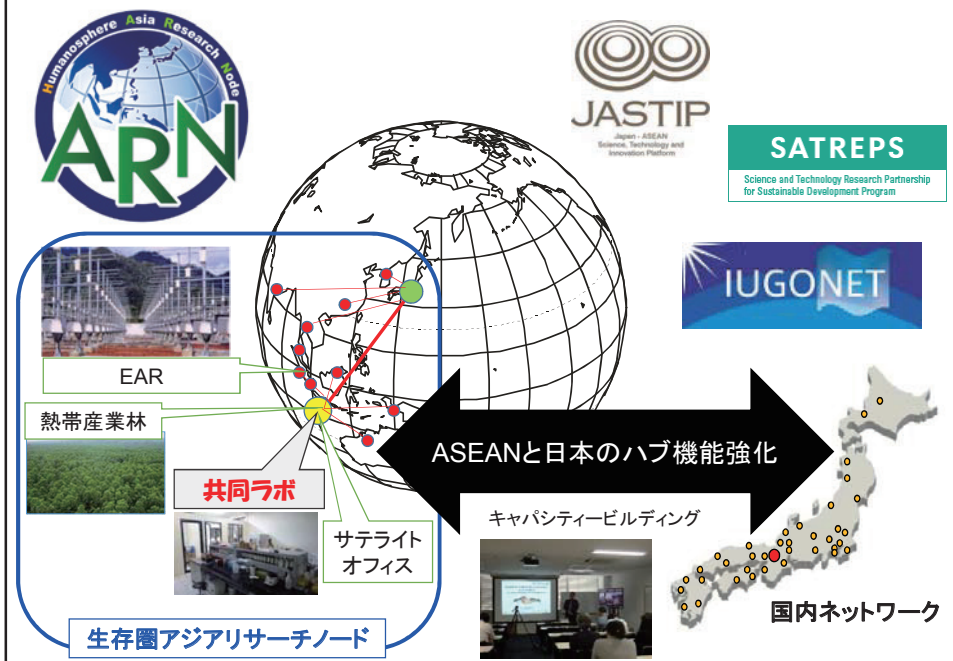 Humanosphere Asia Research Node
ARN
JASTIP
Japan - ASEAN
Science, Technology and
Innovation Platform
SATREPS
Science and Technology Research Partnership
for Sustainable Development Program
IUGONET
EAR
熱帯産業林
共同ラボ
サテライト
オフィス
ASEANと日本のハブ機能強化
キャパシティービルディング
国内ネットワーク
生存圏アジアリサーチノード